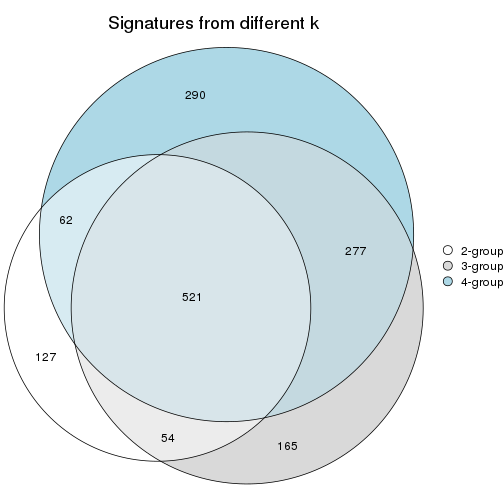 Signatures from different k
290
62
277
521
127
54
165
2-group
3-group
4-group